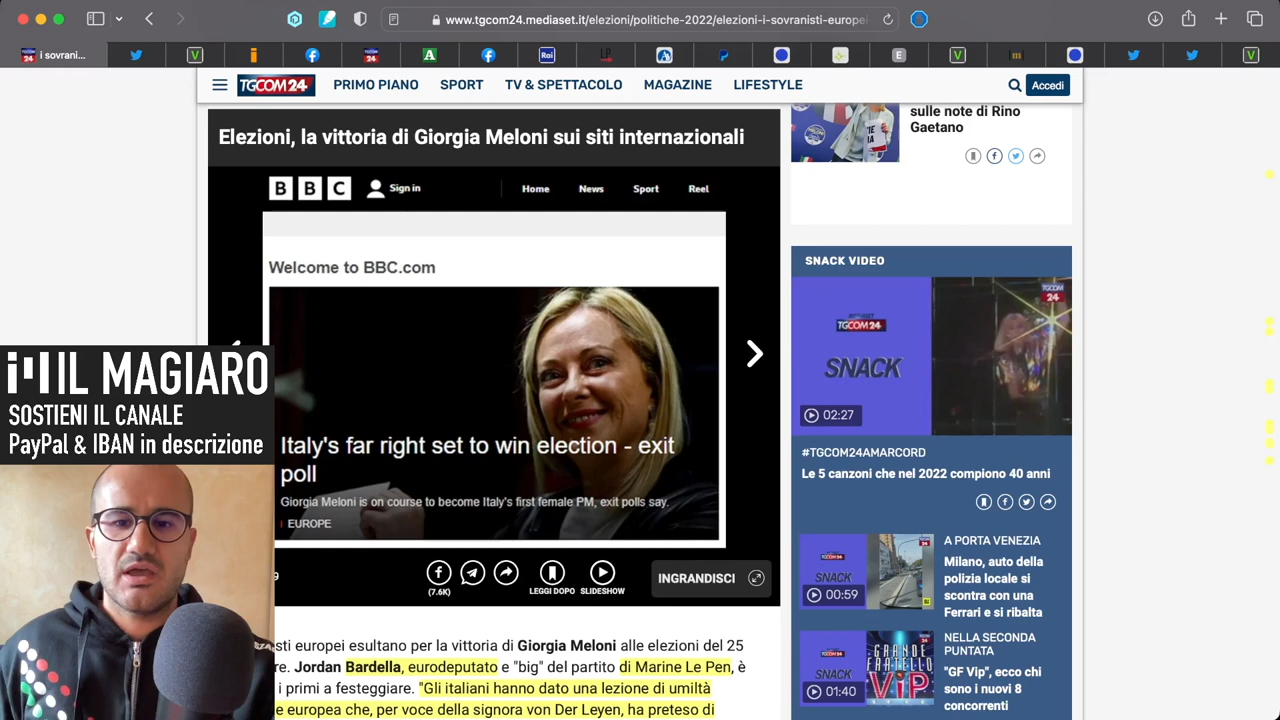 www.tgcom24.mediaset.it/elezioni/politiche-2022/elezioni-i-sovranisti-europei-
i sovrani...
TGCOM24
PRIMO PIANO
SPORT
TV & SPETTACOLO
MAGAZINE
LIFESTYLE
Accedi
Elezioni, la vittoria di Giorgia Meloni sui siti internazionali
BBC
Sign in
Home
News
Sport
Reel
Welcome to BBC.com
Italy's far right set to win election - exit
poll
Giorgia Meloni is on course to become Italy's first female PM, exit polls say.
EUROPE
(7.6K)
LEGGI DOPO
SLIDESHOW
INGRANDISCI
sti europei esultano per la vittoria di Giorgia Meloni alle elezioni del 25
re. Jordan Bardella, eurodeputato e "big" del partito di Marine Le Pen, è
i primi a festeggiare. "Gli italiani hanno dato una lezione di umiltà
e europea che, per voce della signora von Der Leyen, ha preteso di
IL MAGIARO
SOSTIENI IL CANALE
PayPal & IBAN in descrizione
sulle note di Rino
Gaetano
SNACK VIDEO
TGCOM24
SNACK
02:27
TGCOM
24
#TGCOM24AMARCORD
Le 5 canzoni che nel 2022 compiono 40 anni
SNACK
00:59
A PORTA VENEZIA
Milano, auto della
polizia locale si
scontra con una
Ferrari e si ribalta
SNACK
01:40
GRANDE
FRATELLO
VIP
NELLA SECONDA
PUNTATA
"GF Vip", ecco chi
sono i nuovi 8
concorrenti